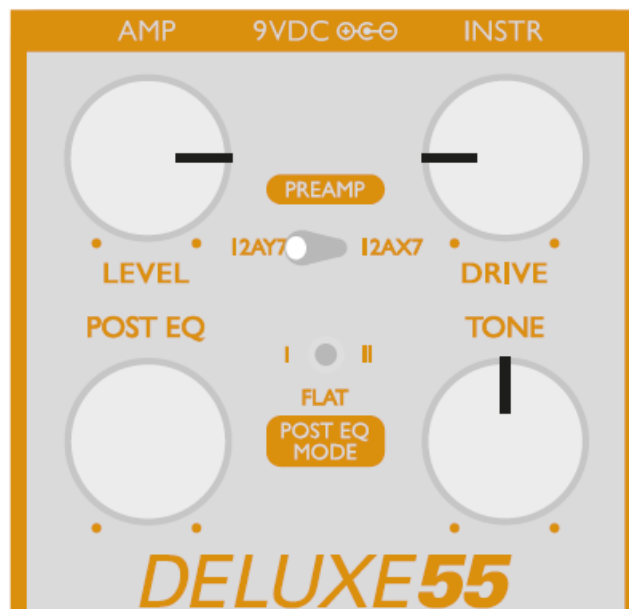 AMP 9VDC INSTR
PREAMP
12AY7 12AX7
LEVEL DRIVE
POST EQ TONE
I II
FLAT
POST EQ
MODE
DELUXE55